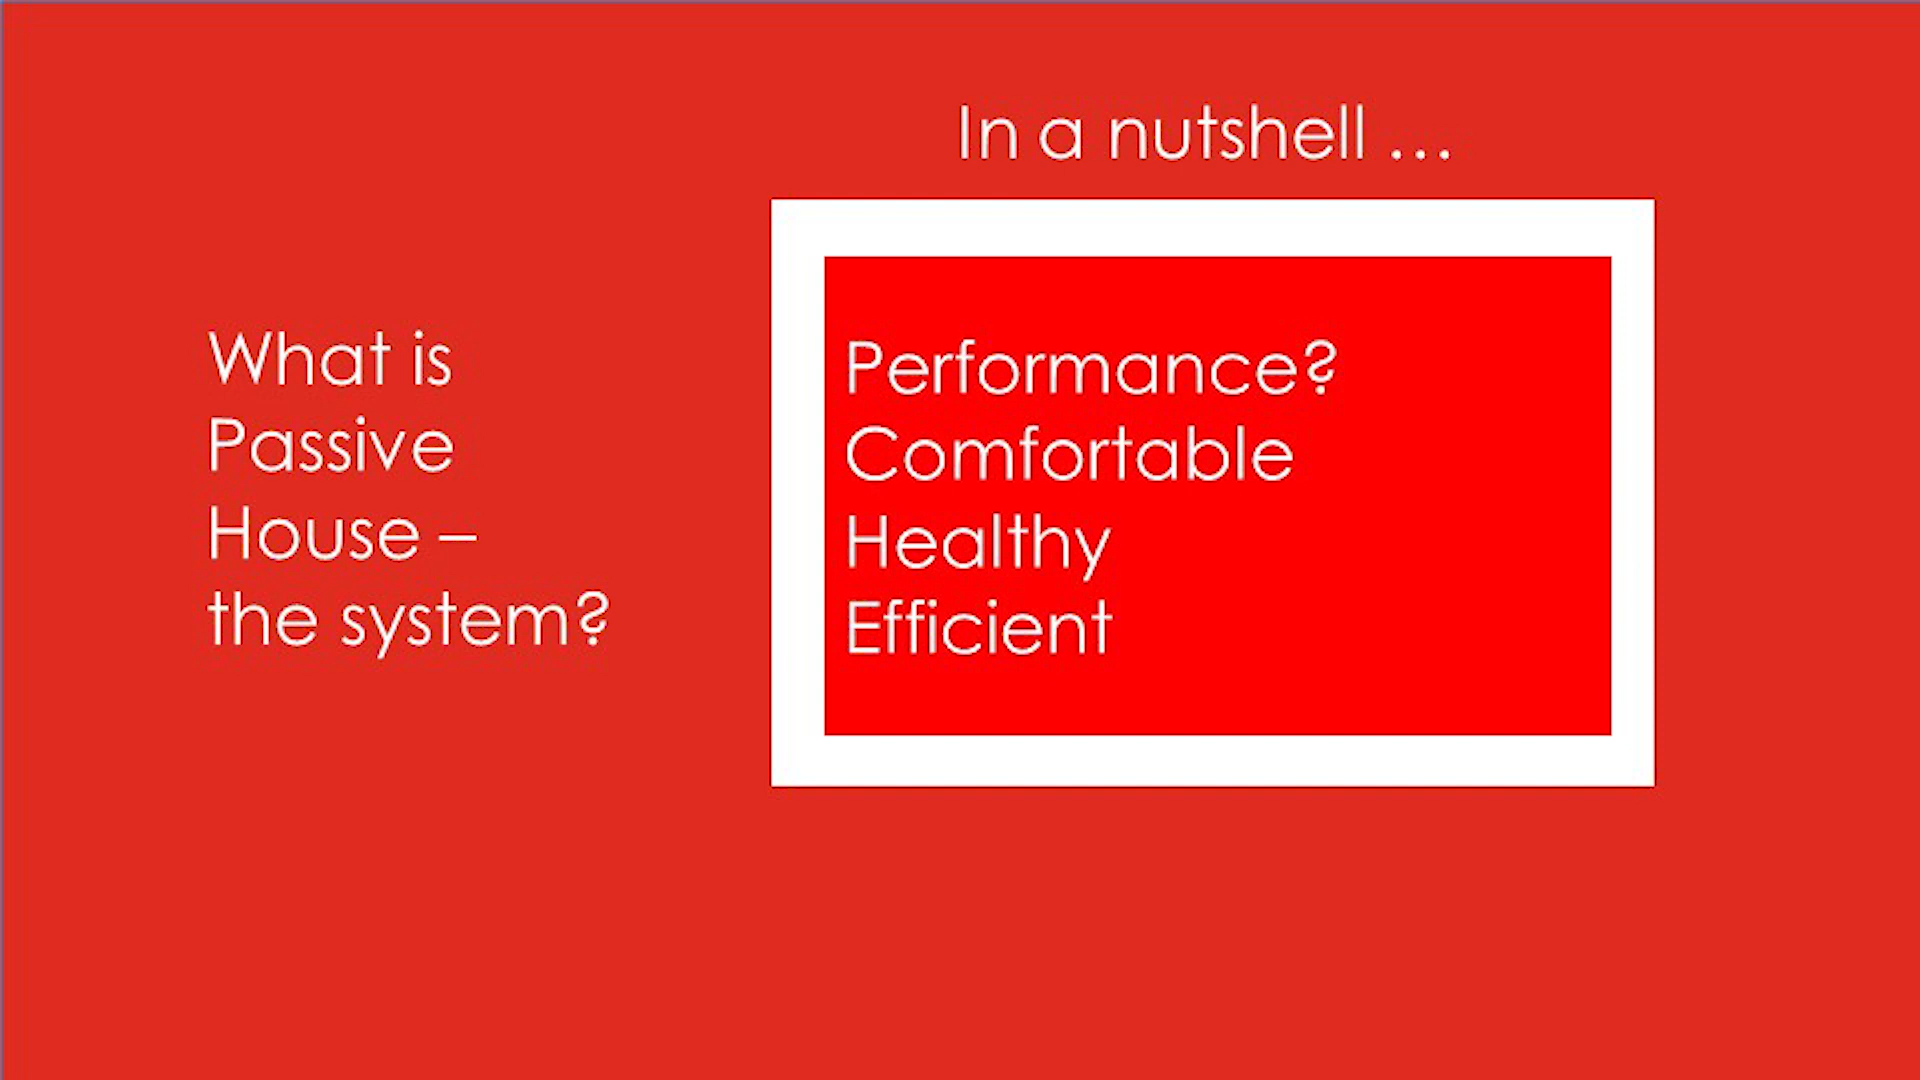 What is
Passive
House –
the system?
In a nutshell …
Performance?
Comfortable
Healthy
Efficient